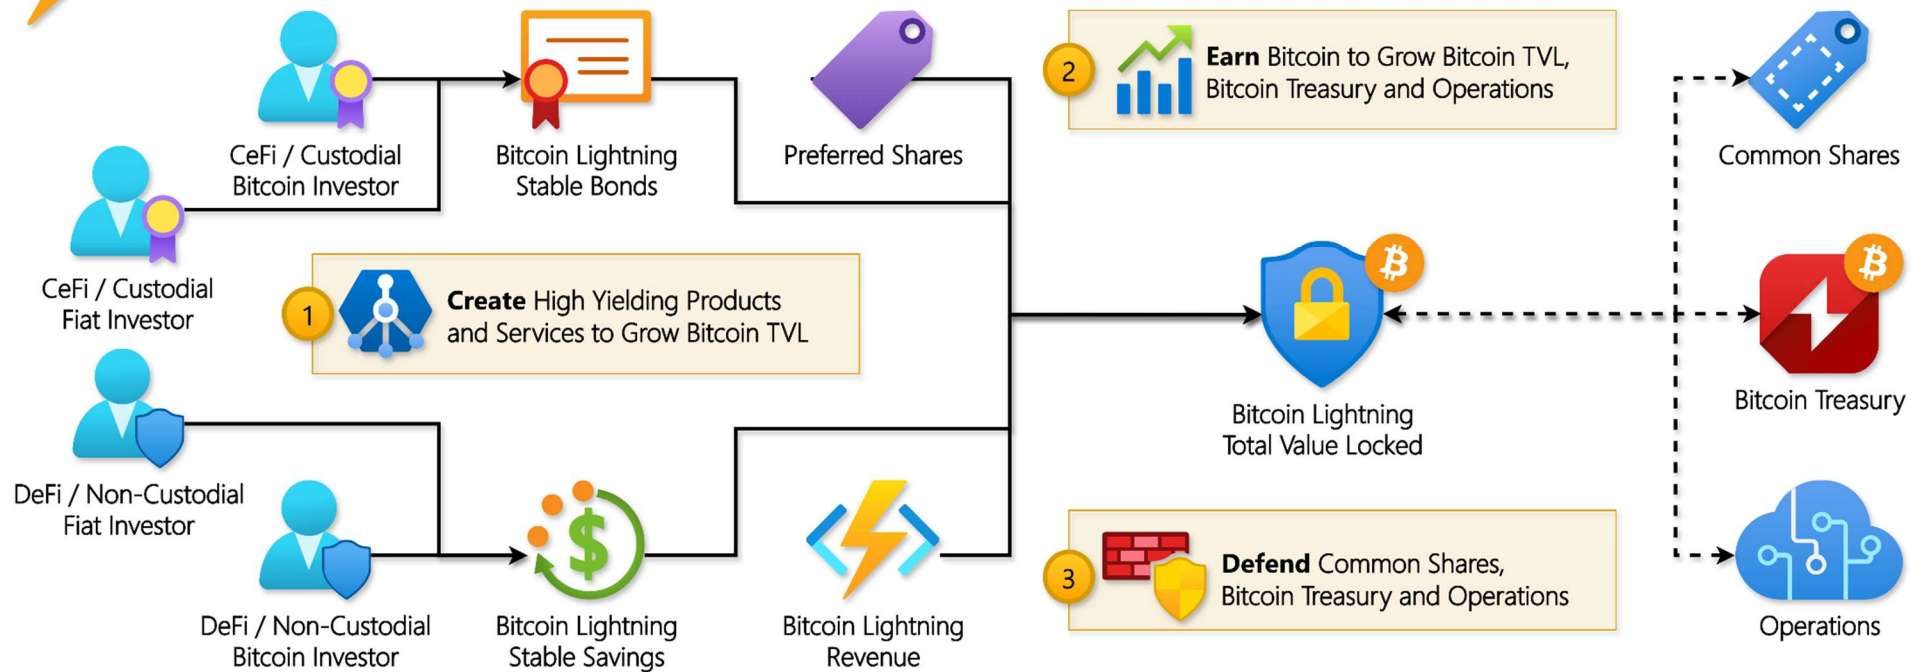 CeFi / Custodial
Bitcoin Investor
Bitcoin Lightning
Stable Bonds
Preferred Shares
2
Earn Bitcoin to Grow Bitcoin TVL,
Bitcoin Treasury and Operations
Common Shares
CeFi / Custodial
Fiat Investor
1
Create High Yielding Products
and Services to Grow Bitcoin TVL
Bitcoin Lightning
Total Value Locked
Bitcoin Treasury
DeFi / Non-Custodial
Fiat Investor
DeFi / Non-Custodial
Bitcoin Investor
$
Bitcoin Lightning
Stable Savings
Bitcoin Lightning
Revenue
3
Defend Common Shares,
Bitcoin Treasury and Operations
Operations